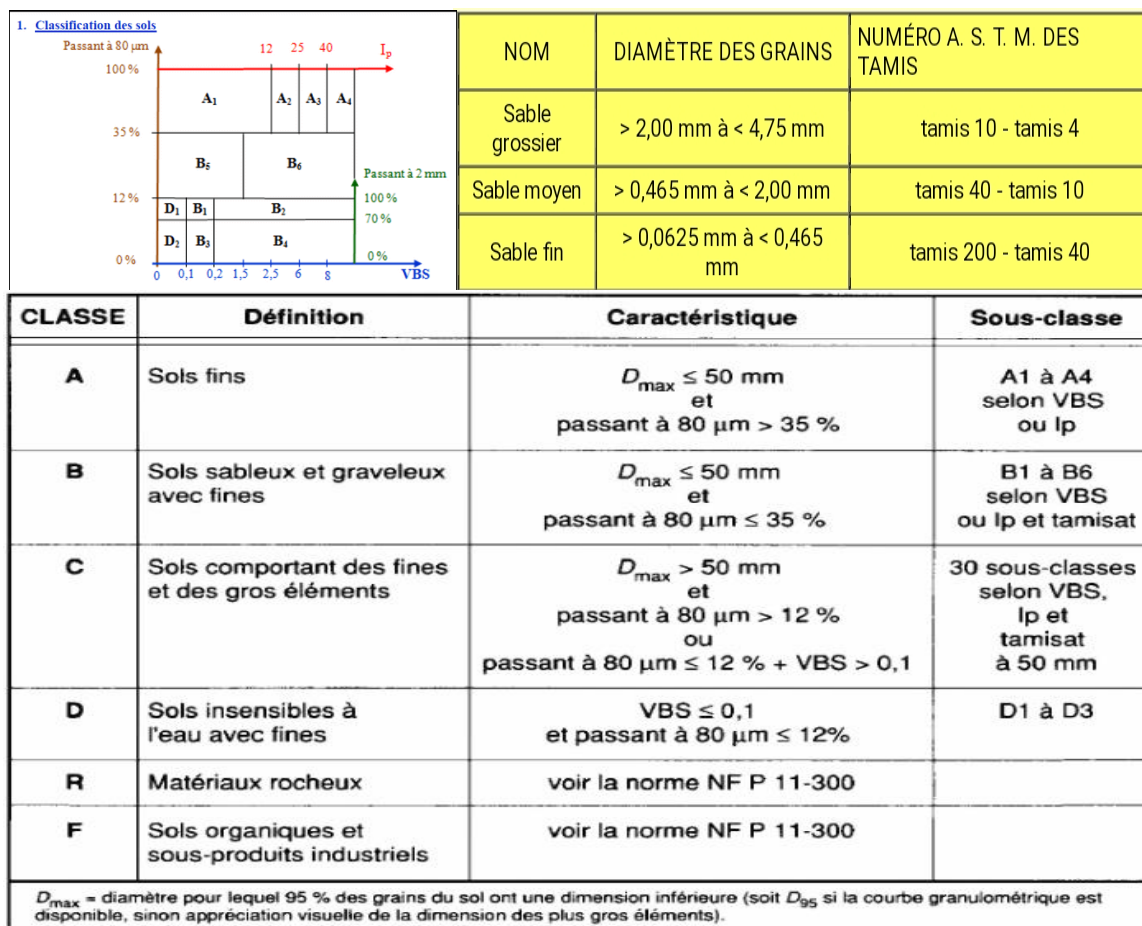 1. Classification des sols
Passant à 80 µm
12 25 40 Ip
100 %
A1 A2 A3 A4
35 %
B5 B6
Passant à 2 mm
12 % 100 %
D1 B1 B2
70 %
D2 B3 B4
0 % 0 %
0 0,1 0,2 1,5 2,5 6 8 VBS
NOM DIAMÈTRE DES GRAINS NUMÉRO A. S. T. M. DES
TAMIS
Sable
grossier > 2,00 mm à < 4,75 mm tamis 10 - tamis 4
Sable moyen > 0,465 mm à < 2,00 mm tamis 40 - tamis 10
Sable fin > 0,0625 mm à < 0,465
mm tamis 200 - tamis 40
CLASSE Définition Caractéristique Sous-classe
A Sols fins Dmax ≤ 50 mm A1 à A4
et selon VBS
passant à 80 µm > 35 % ou Ip
B Sols sableux et graveleux Dmax ≤ 50 mm B1 à B6
avec fines et selon VBS
passant à 80 µm ≤ 35 % ou Ip et tamisat
C Sols comportant des fines Dmax > 50 mm 30 sous-classes
et des gros éléments et selon VBS,
passant à 80 µm > 12 % Ip et
ou tamisat
passant à 80 µm ≤ 12 % + VBS > 0,1 à 50 mm
D Sols insensibles à VBS ≤ 0,1 D1 à D3
l'eau avec fines et passant à 80 µm ≤ 12%
R Matériaux rocheux voir la norme NF P 11-300
F Sols organiques et voir la norme NF P 11-300
sous-produits industriels
Dmax = diamètre pour lequel 95 % des grains du sol ont une dimension inférieure (soit D95 si la courbe granulométrique est
disponible, sinon appréciation visuelle de la dimension des plus gros éléments).